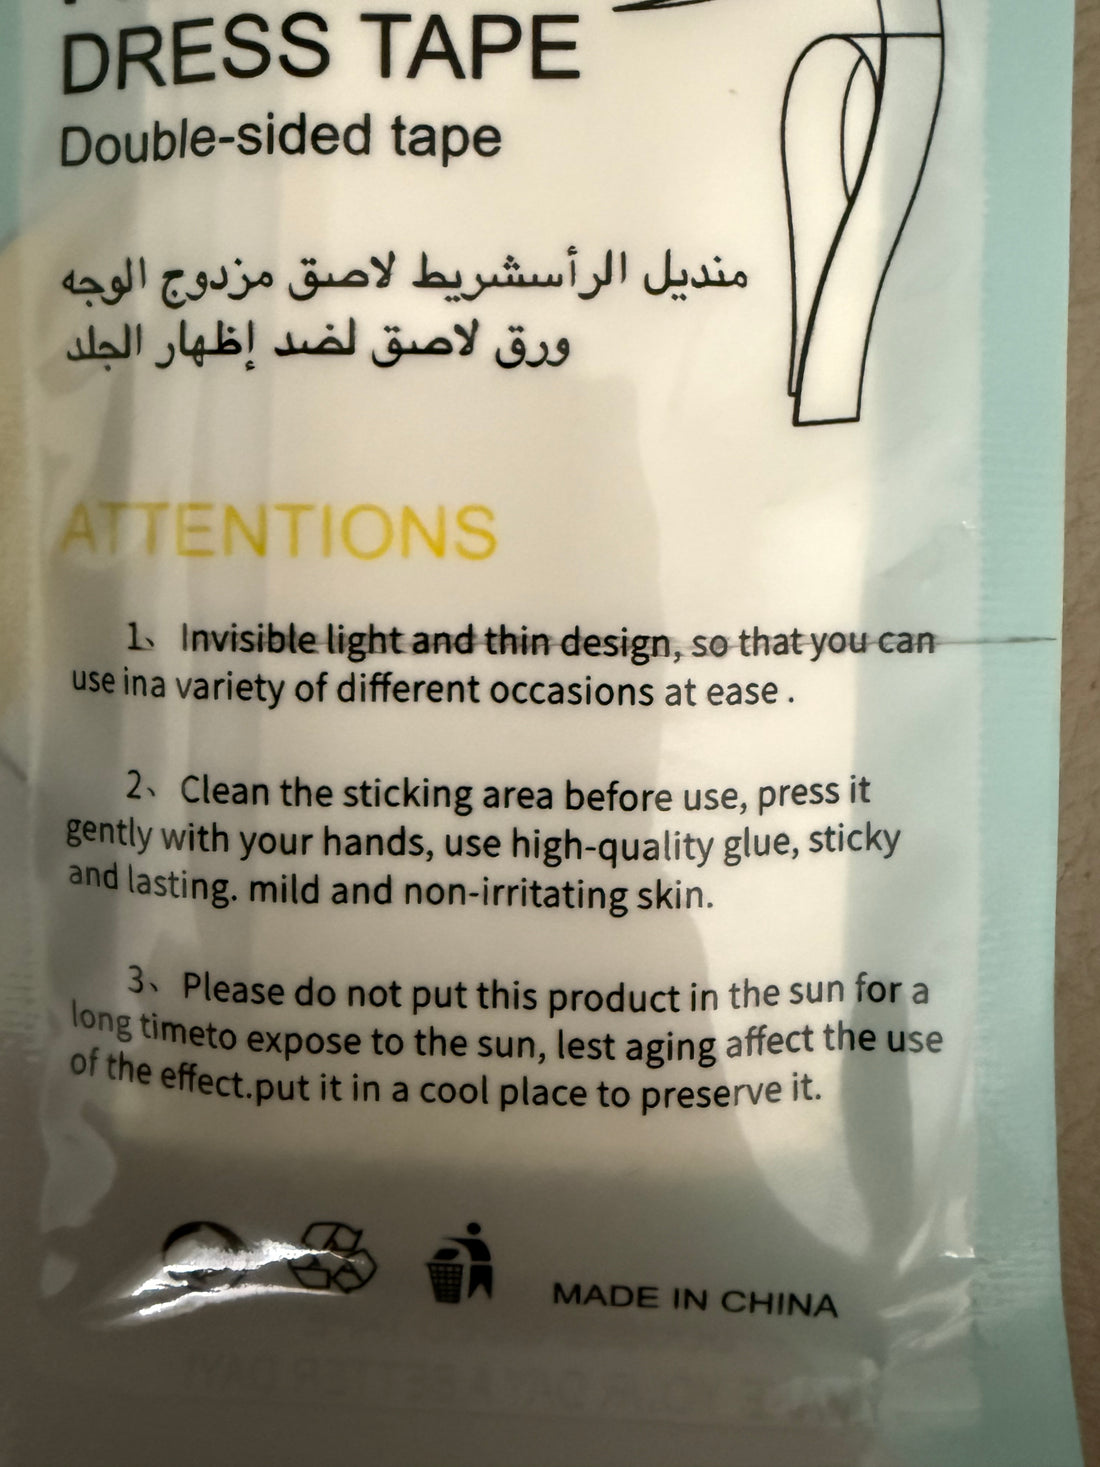 DRESS TAPE
Double-sided tape
منديل الرأسشريط لاصق مزدوج الوجه
ورق لاصق لضد إظهار الجلد
ATTENTIONS
1、 Invisible light and thin design, so that you can
use ina variety of different occasions at ease .
2、 Clean the sticking area before use, press it
gently with your hands, use high-quality glue, sticky
and lasting. mild and non-irritating skin.
3、 Please do not put this product in the sun for a
long timeto expose to the sun, lest aging affect the use
of the effect.put it in a cool place to preserve it.
MADE IN CHINA